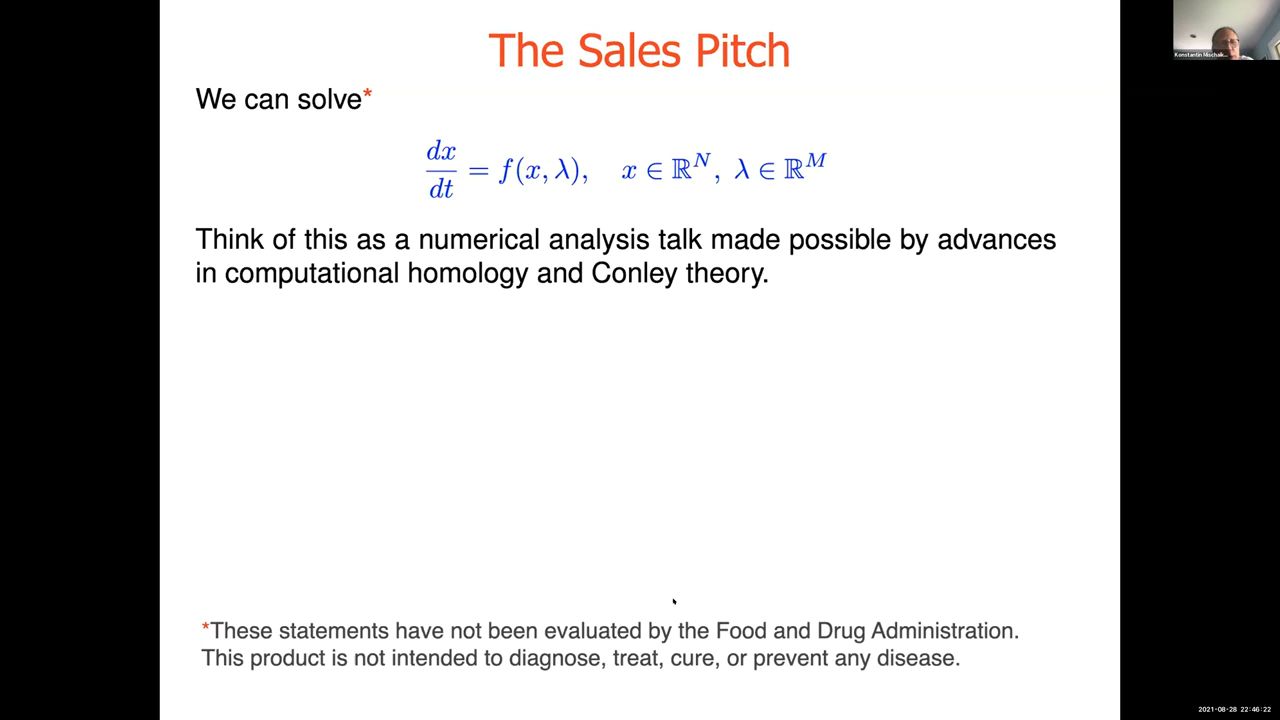 The Sales Pitch
Konstantin Mischaik...
We can solve*
dx/dt = f(x, λ), x ∈ ℝ^N, λ ∈ ℝ^M
Think of this as a numerical analysis talk made possible by advances
in computational homology and Conley theory.
*These statements have not been evaluated by the Food and Drug Administration.
This product is not intended to diagnose, treat, cure, or prevent any disease.
2021-08-28 22:46:22